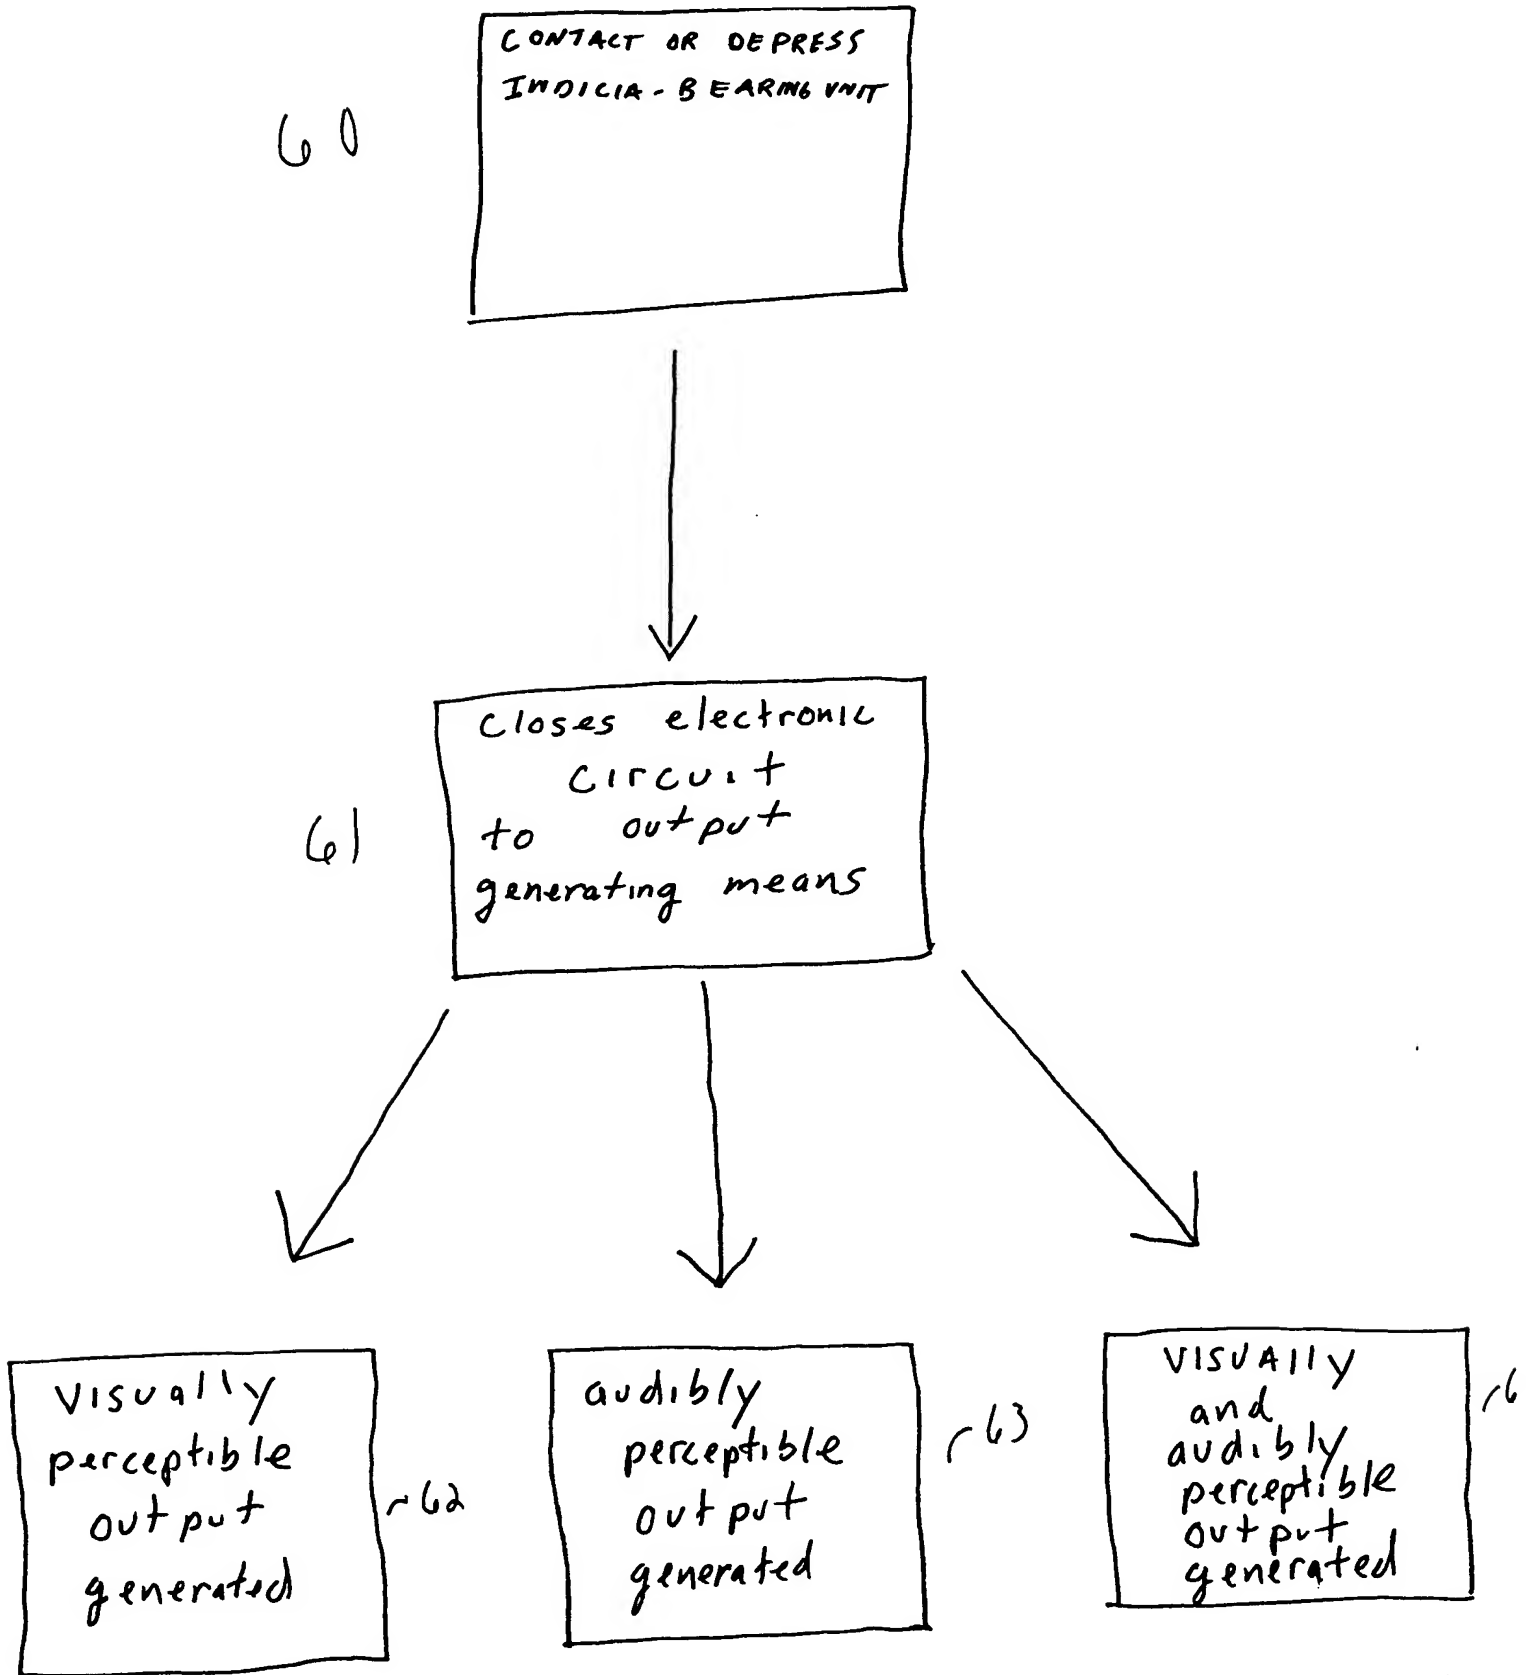 CONTACT OR DEPRESS
INDICIA-BEARING UNIT
60
closes electronic
circuit
to output
generating means
61
visually
perceptible
output
generated
62
audibly
perceptible
output
generated
63
VISUAlly
and
audibly
perceptible
output
generated